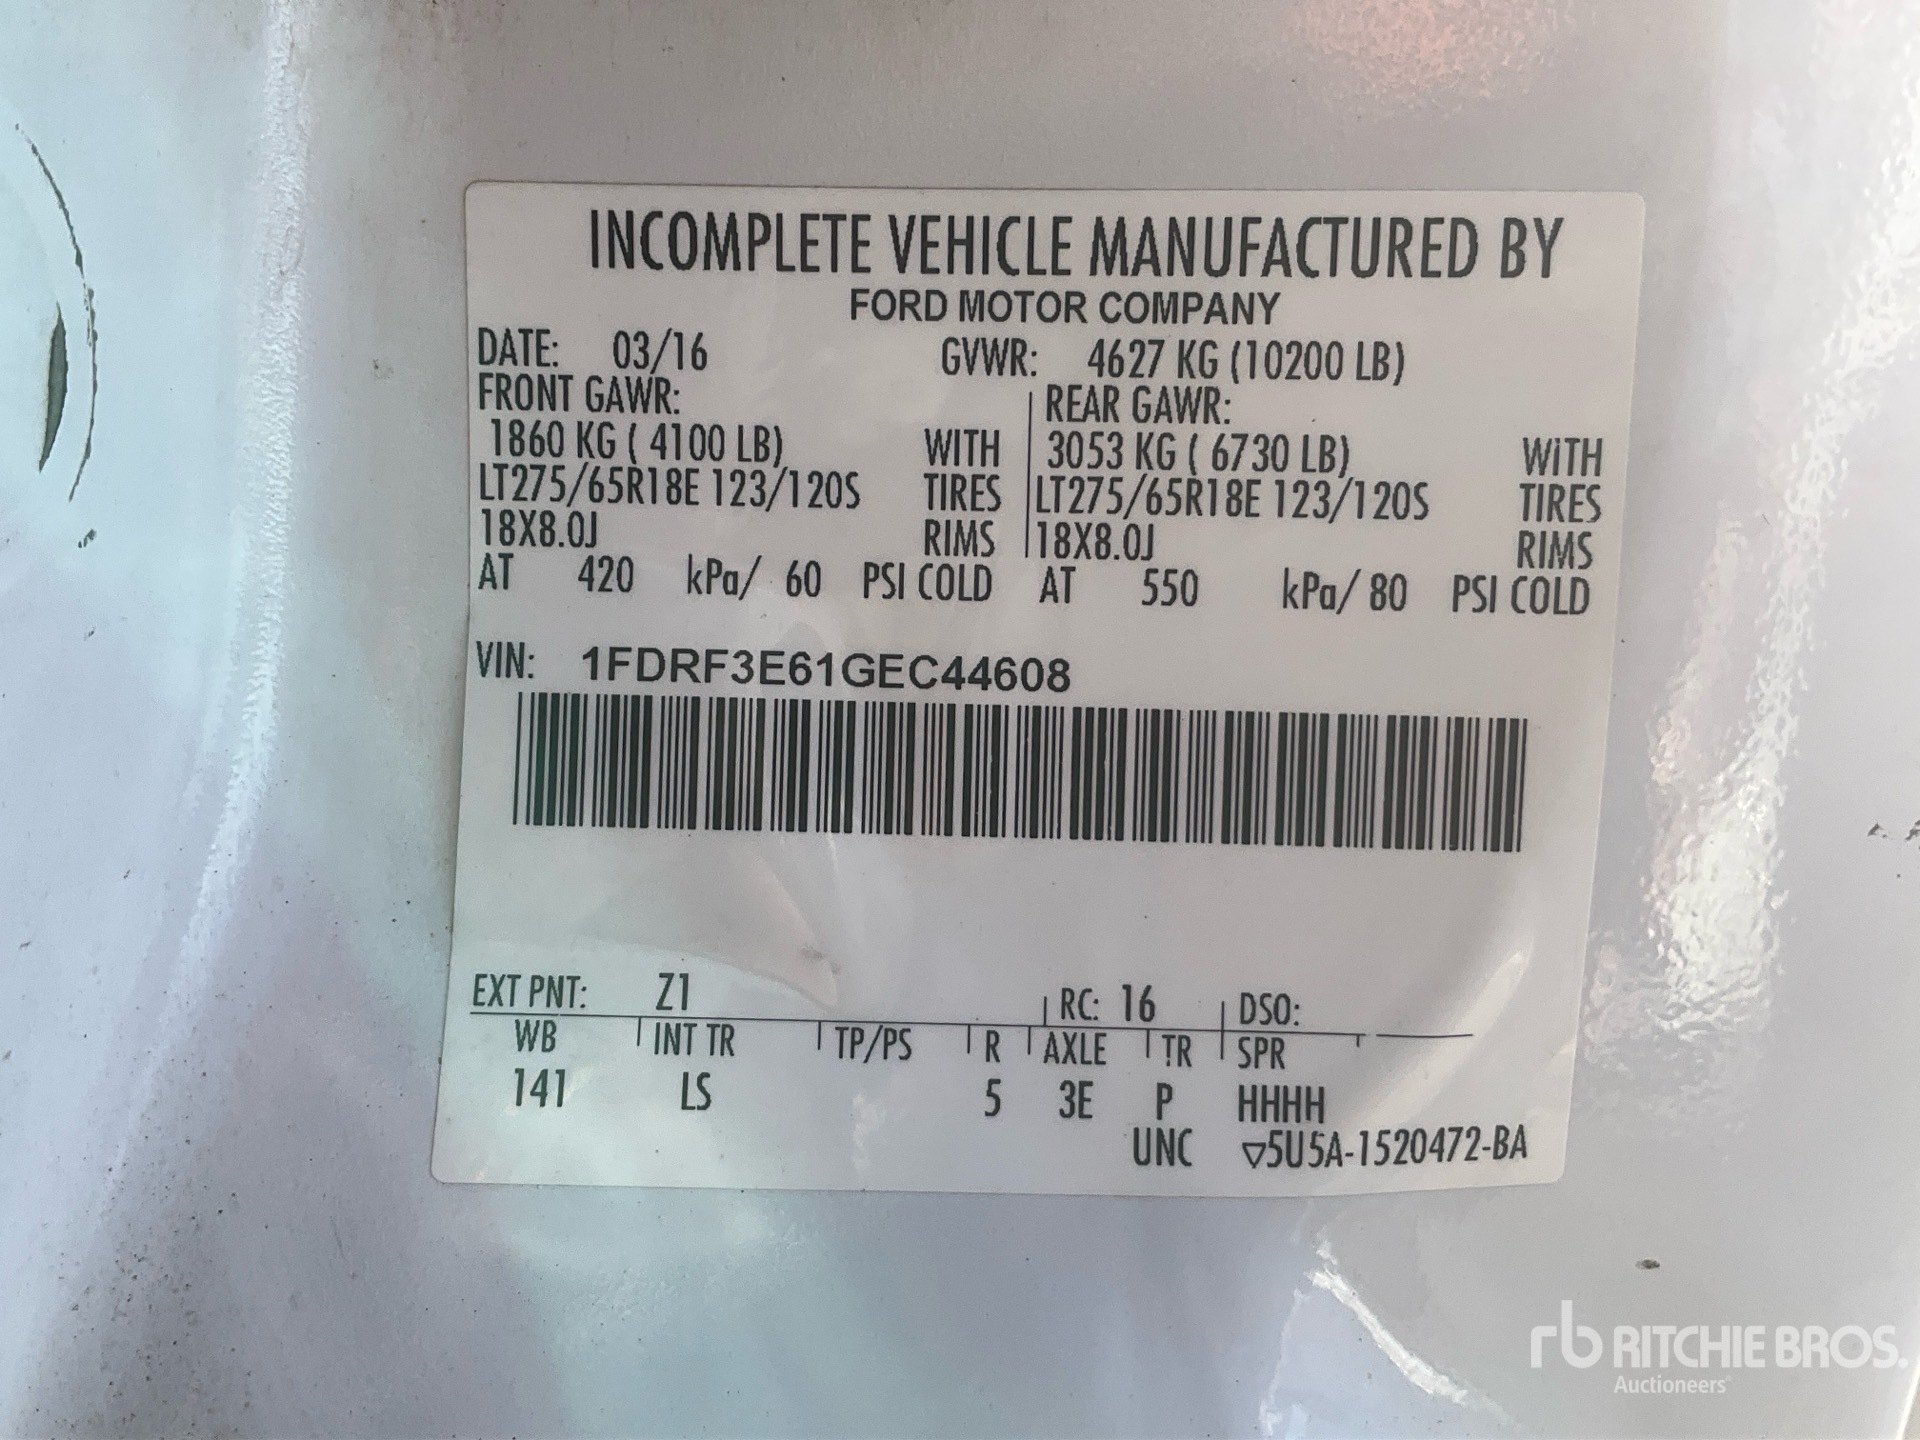 INCOMPLETE VEHICLE MANUFACTURED BY
FORD MOTOR COMPANY
DATE: 03/16 GVWR: 4627 KG (10200 LB)
FRONT GAWR: REAR GAWR:
1860 KG ( 4100 LB) WITH 3053 KG ( 6730 LB) WITH
LT275/65R18E 123/120S TIRES LT275/65R18E 123/120S TIRES
18X8.0J RIMS 18X8.0J RIMS
AT 420 kPa/ 60 PSI COLD AT 550 kPa/ 80 PSI COLD
VIN: 1FDRF3E61GEC44608
EXT PNT: Z1 RC: 16 DSO:
WB INT TR TP/PS R AXLE TR SPR
141 LS 5 3E P HHHH
UNC ▽5U5A-1520472-BA
rb RITCHIE BROS.
Auctioneers